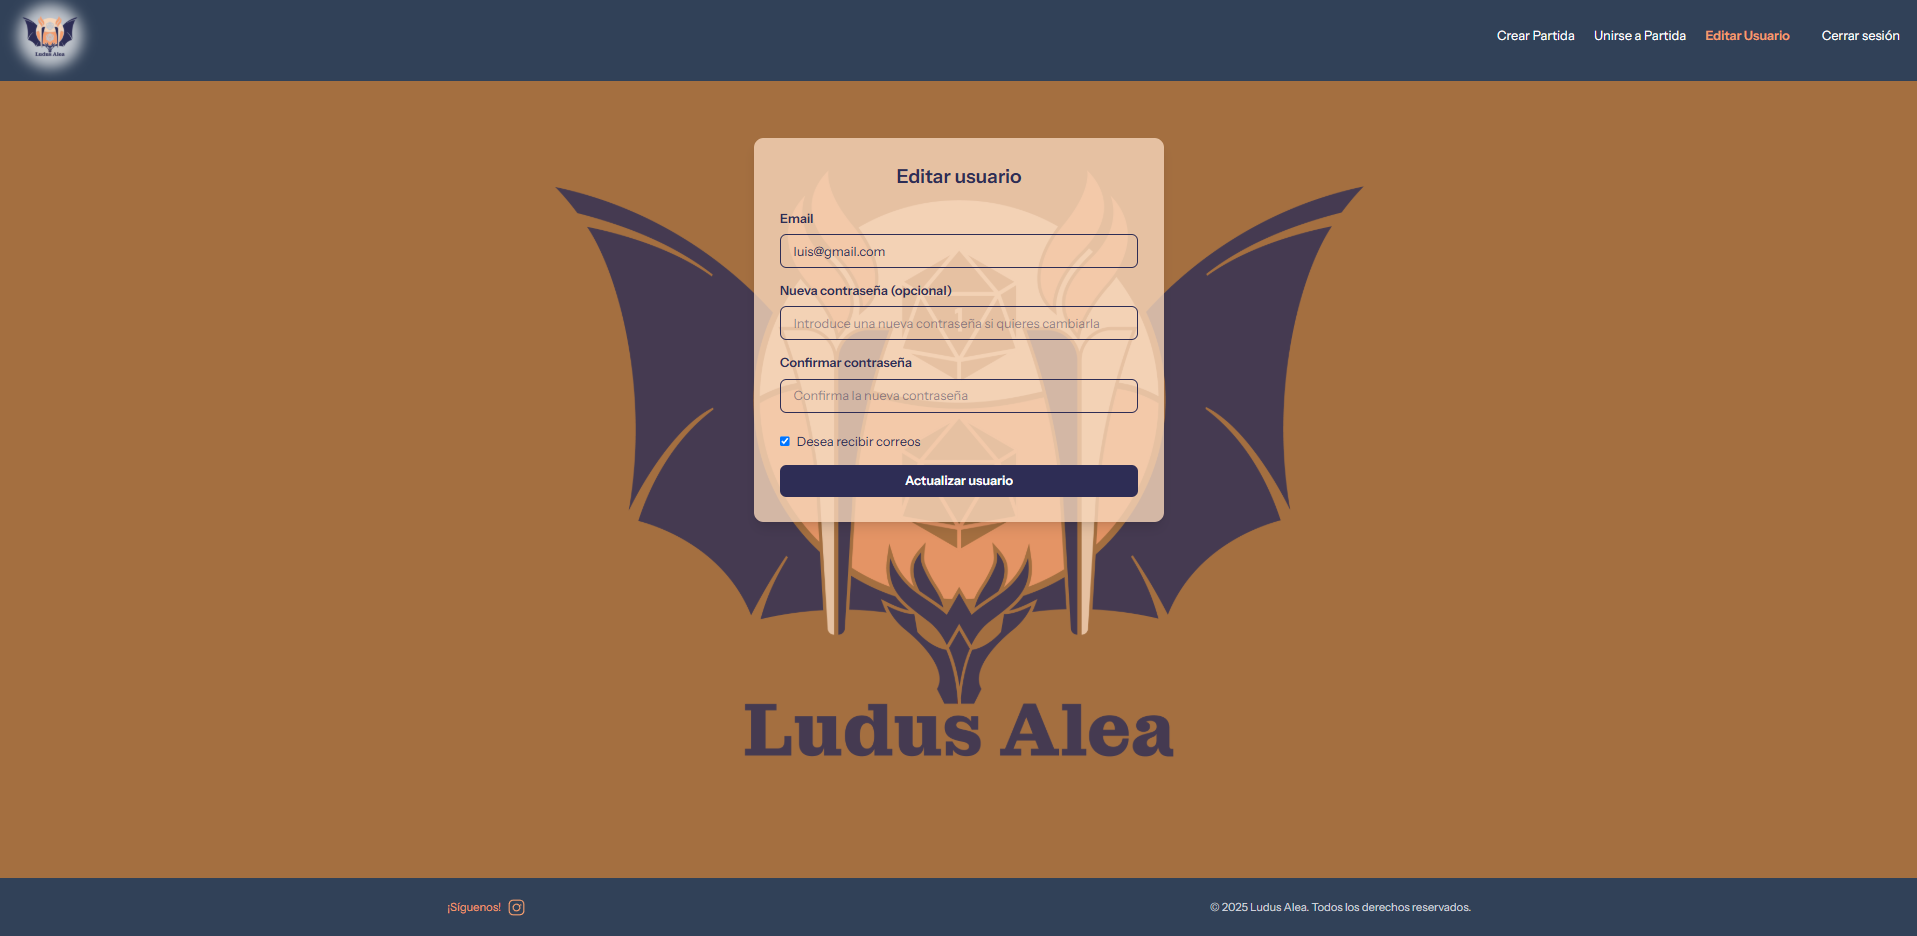 Ludus Alea
Crear Partida
Unirse a Partida
Editar Usuario
Cerrar sesión
Editar usuario
Email
luis@gmail.com
Nueva contraseña (opcional)
Introduce una nueva contraseña si quieres cambiarla
1
Confirmar contraseña
Confirma la nueva contraseña
Desea recibir correos
Actualizar usuario
Ludus Alea
¡Síguenos!
© 2025 Ludus Alea. Todos los derechos reservados.